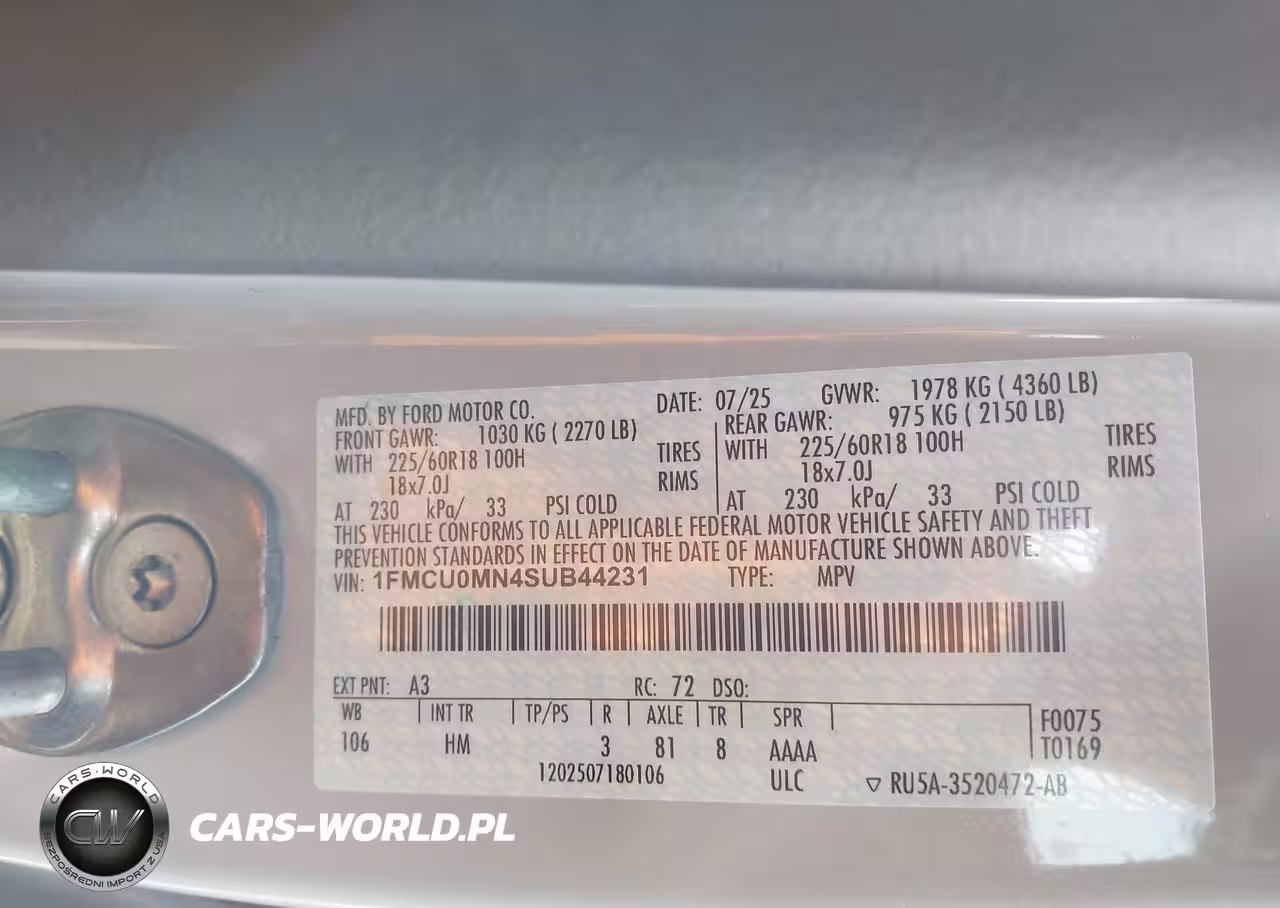 MFD. BY FORD MOTOR CO. DATE: 07/25 GVWR: 1978 KG ( 4360 LB)
FRONT GAWR: 1030 KG ( 2270 LB) REAR GAWR: 975 KG ( 2150 LB)
WITH 225/60R18 100H TIRES WITH 225/60R18 100H TIRES
18x7.0J RIMS 18x7.0J RIMS
AT 230 kPa/ 33 PSI COLD AT 230 kPa/ 33 PSI COLD
THIS VEHICLE CONFORMS TO ALL APPLICABLE FEDERAL MOTOR VEHICLE SAFETY AND THEFT
PREVENTION STANDARDS IN EFFECT ON THE DATE OF MANUFACTURE SHOWN ABOVE.
VIN: 1FMCU0MN4SUB44231 TYPE: MPV
EXT PNT: A3 RC: 72 DSO:
WB INT TR TP/PS R AXLE TR SPR F0075
106 HM 3 81 8 AAAA T0169
1202507180106 ULC ▽ RU5A-3520472-AB
CARS-WORLD
CW
BEZPOŚREDNI IMPORT Z USA
CARS-WORLD.PL